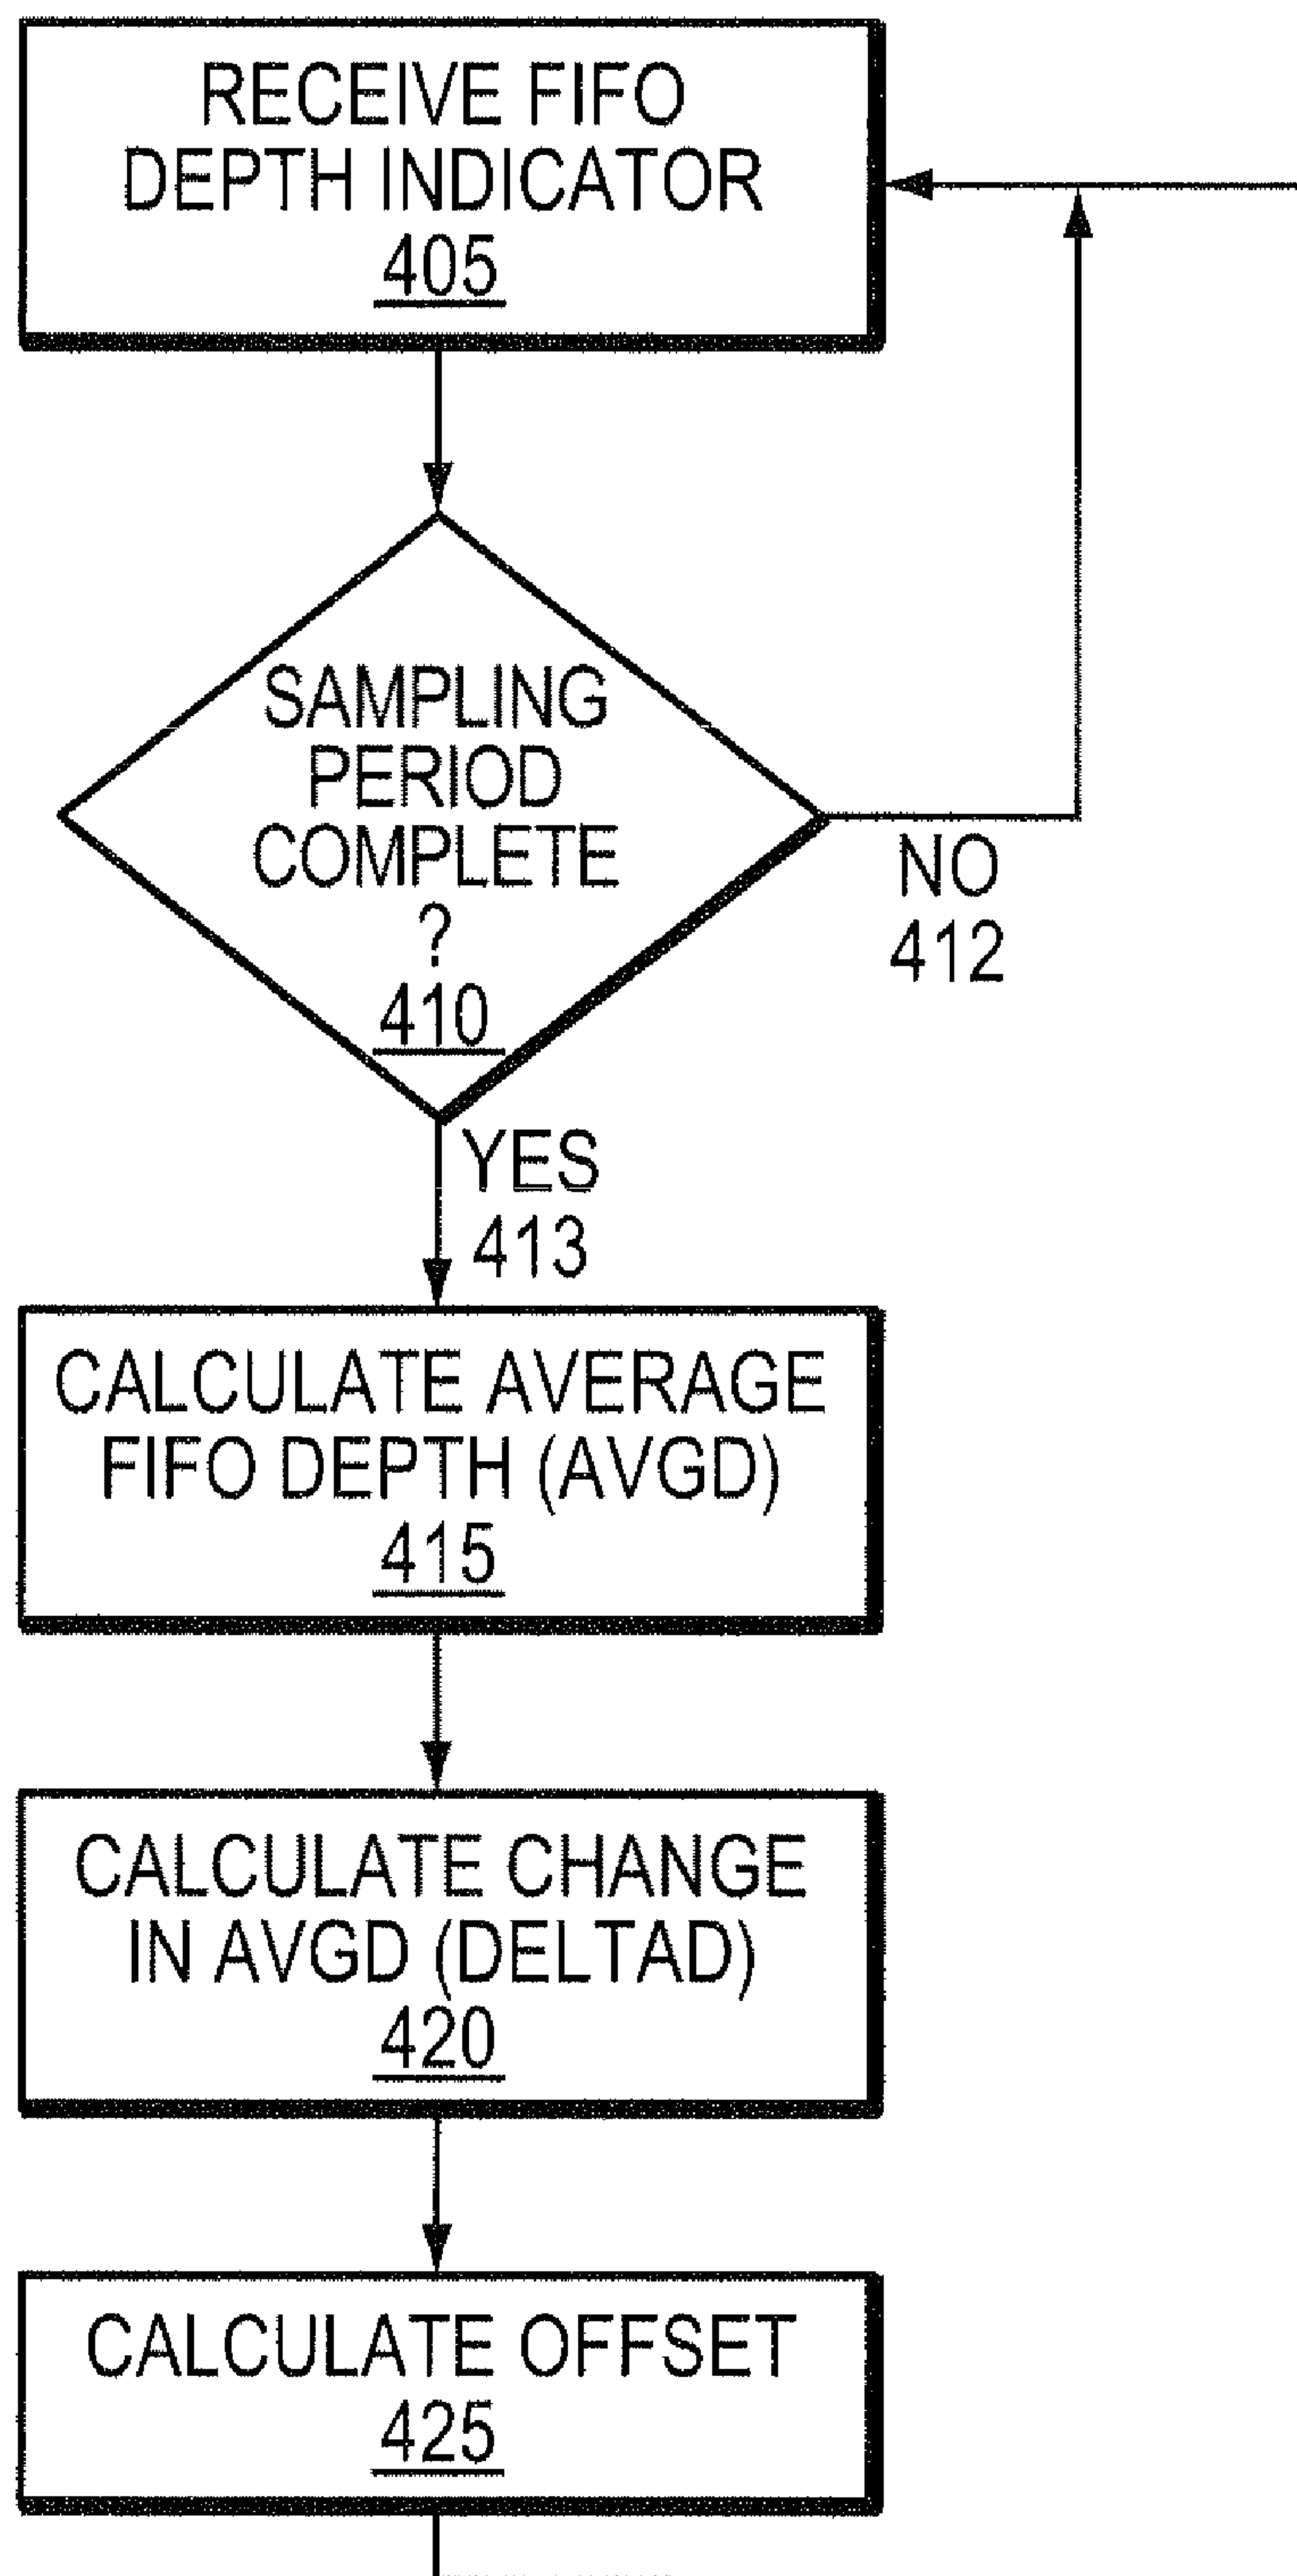 RECEIVE FIFO
DEPTH INDICATOR
405
SAMPLING
PERIOD
COMPLETE
?
410
NO
412
YES
413
CALCULATE AVERAGE
FIFO DEPTH (AVGD)
415
CALCULATE CHANGE
IN AVGD (DELTAD)
420
CALCULATE OFFSET
425